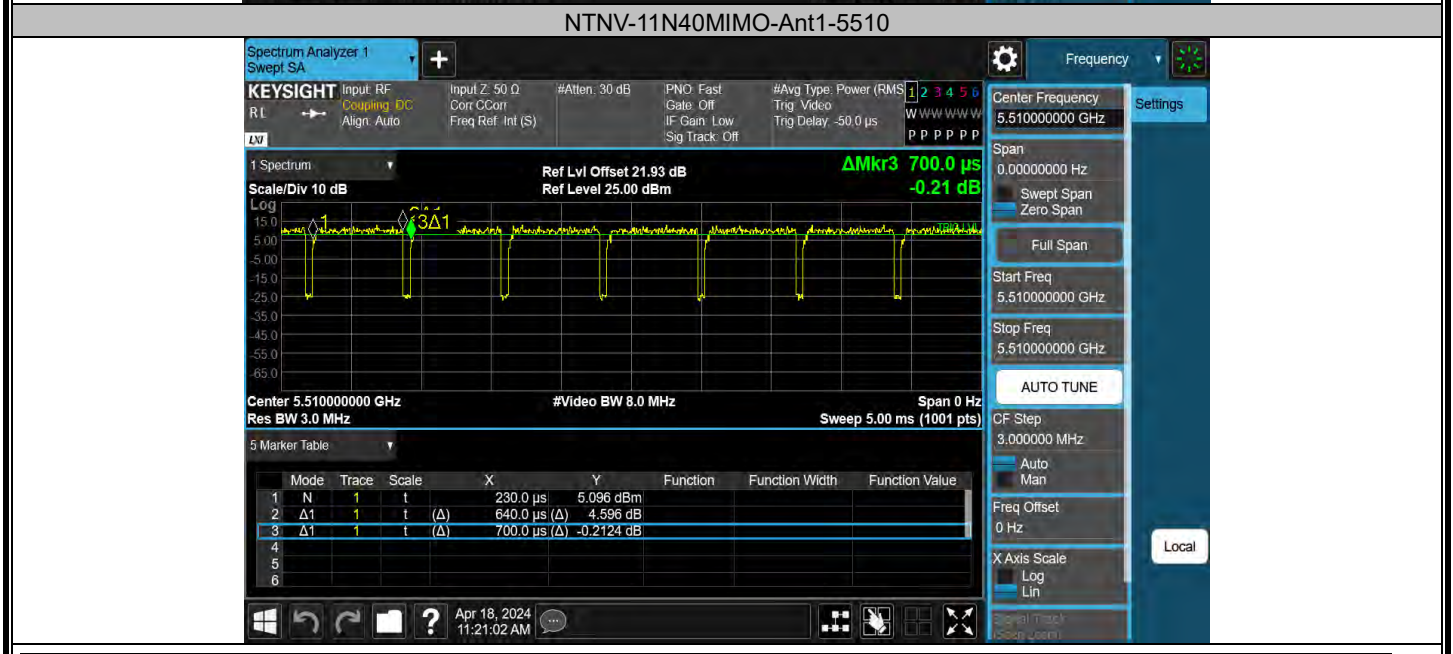 NTNV-11N40MIMO-Ant1-5510
Spectrum Analyzer 1
Swept SA
+
Frequency
KEYSIGHT
RL
LXI
Input: RF
Coupling: DC
Align: Auto
Input Z: 50 Ω
Corr CCorr
Freq Ref: Int (S)
#Atten: 30 dB
PNO: Fast
Gate: Off
IF Gain: Low
Sig Track: Off
#Avg Type: Power (RMS
Trig: Video
Trig Delay: -50.0 µs
1 2 3 4 5 6
W W W W W W
P P P P P P
Center Frequency
5.510000000 GHz
Settings
1 Spectrum
Scale/Div 10 dB
Ref Lvl Offset 21.93 dB
Ref Level 25.00 dBm
ΔMkr3 700.0 µs
-0.21 dB
Span
0.00000000 Hz
Swept Span
Zero Span
Full Span
Log
15.0
5.00
-5.00
-15.0
-25.0
-35.0
-45.0
-55.0
-65.0
1
3Δ1
TRIG LVL
Start Freq
5.510000000 GHz
Stop Freq
5.510000000 GHz
AUTO TUNE
Center 5.510000000 GHz
Res BW 3.0 MHz
#Video BW 8.0 MHz
Span 0 Hz
Sweep 5.00 ms (1001 pts)
CF Step
3.000000 MHz
Auto
Man
5 Marker Table
Mode Trace Scale X Y Function Function Width Function Value
1 N 1 t 230.0 µs 5.096 dBm
2 Δ1 1 t (Δ) 640.0 µs (Δ) 4.596 dB
3 Δ1 1 t (Δ) 700.0 µs (Δ) -0.2124 dB
4
5
6
Freq Offset
0 Hz
X Axis Scale
Log
Lin
Local
Signal Track
(Span Zoom)
?
Apr 18, 2024
11:21:02 AM